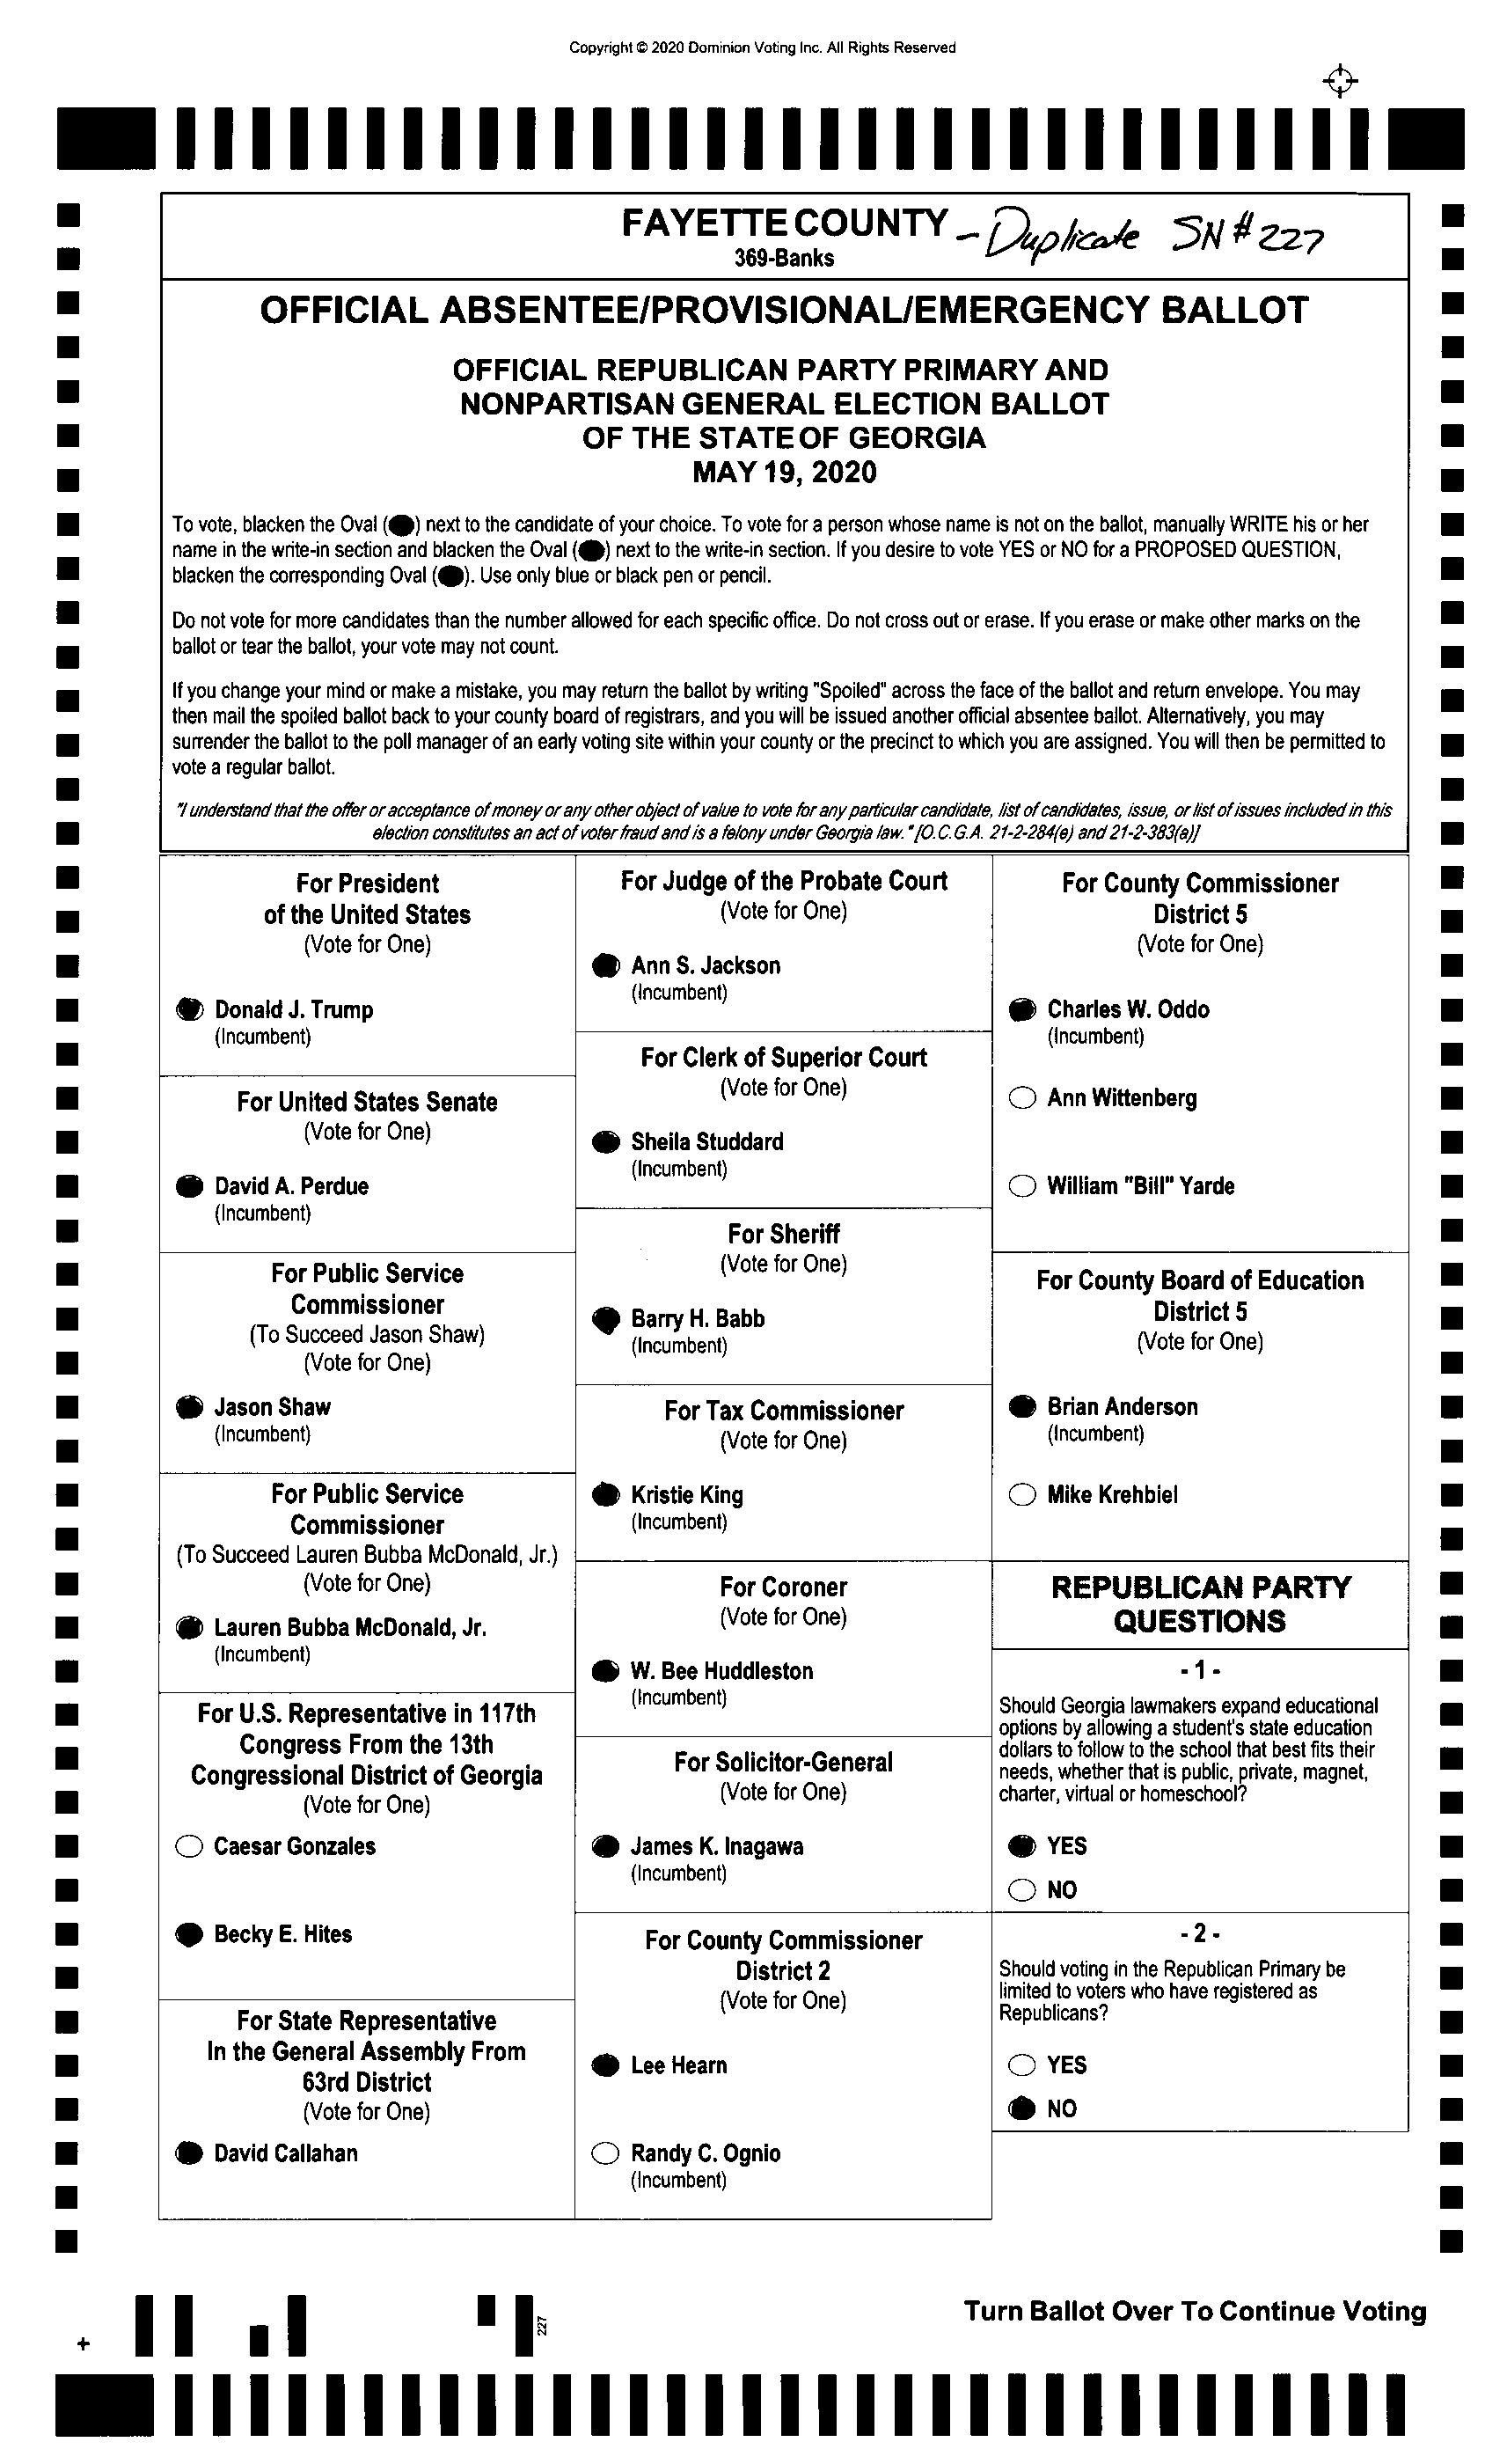 Copyright © 2020 Dominion Voting Inc. All Rights Reserved
FAYETTE COUNTY - Duplicate SN # 227
369-Banks
OFFICIAL ABSENTEE/PROVISIONAL/EMERGENCY BALLOT
OFFICIAL REPUBLICAN PARTY PRIMARY AND
NONPARTISAN GENERAL ELECTION BALLOT
OF THE STATE OF GEORGIA
MAY 19, 2020
To vote, blacken the Oval ( ) next to the candidate of your choice. To vote for a person whose name is not on the ballot, manually WRITE his or her
name in the write-in section and blacken the Oval ( ) next to the write-in section. If you desire to vote YES or NO for a PROPOSED QUESTION,
blacken the corresponding Oval ( ). Use only blue or black pen or pencil.
Do not vote for more candidates than the number allowed for each specific office. Do not cross out or erase. If you erase or make other marks on the
ballot or tear the ballot, your vote may not count.
If you change your mind or make a mistake, you may return the ballot by writing "Spoiled" across the face of the ballot and return envelope. You may
then mail the spoiled ballot back to your county board of registrars, and you will be issued another official absentee ballot. Alternatively, you may
surrender the ballot to the poll manager of an early voting site within your county or the precinct to which you are assigned. You will then be permitted to
vote a regular ballot.
"I understand that the offer or acceptance of money or any other object of value to vote for any particular candidate, list of candidates, issue, or list of issues included in this
election constitutes an act of voter fraud and is a felony under Georgia law." [O.C.G.A. 21-2-284(e) and 21-2-383(a)]
For President
of the United States
(Vote for One)
Donald J. Trump
(Incumbent)
For United States Senate
(Vote for One)
David A. Perdue
(Incumbent)
For Public Service
Commissioner
(To Succeed Jason Shaw)
(Vote for One)
Jason Shaw
(Incumbent)
For Public Service
Commissioner
(To Succeed Lauren Bubba McDonald, Jr.)
(Vote for One)
Lauren Bubba McDonald, Jr.
(Incumbent)
For U.S. Representative in 117th
Congress From the 13th
Congressional District of Georgia
(Vote for One)
Caesar Gonzales
Becky E. Hites
For State Representative
In the General Assembly From
63rd District
(Vote for One)
David Callahan
For Judge of the Probate Court
(Vote for One)
Ann S. Jackson
(Incumbent)
For Clerk of Superior Court
(Vote for One)
Sheila Studdard
(Incumbent)
For Sheriff
(Vote for One)
Barry H. Babb
(Incumbent)
For Tax Commissioner
(Vote for One)
Kristie King
(Incumbent)
For Coroner
(Vote for One)
W. Bee Huddleston
(Incumbent)
For Solicitor-General
(Vote for One)
James K. Inagawa
(Incumbent)
For County Commissioner
District 2
(Vote for One)
Lee Hearn
Randy C. Ognio
(Incumbent)
For County Commissioner
District 5
(Vote for One)
Charles W. Oddo
(Incumbent)
Ann Wittenberg
William "Bill" Yarde
For County Board of Education
District 5
(Vote for One)
Brian Anderson
(Incumbent)
Mike Krehbiel
REPUBLICAN PARTY
QUESTIONS
- 1 -
Should Georgia lawmakers expand educational
options by allowing a student's state education
dollars to follow to the school that best fits their
needs, whether that is public, private, magnet,
charter, virtual or homeschool?
YES
NO
- 2 -
Should voting in the Republican Primary be
limited to voters who have registered as
Republicans?
YES
NO
227
Turn Ballot Over To Continue Voting